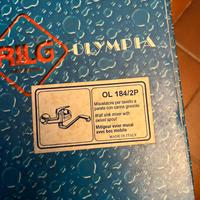 RILG
OLYMPIA
OL 184/2P
Miscelatore per lavello a
parete con canna girevole
Wall sink mixer with
swivel spout
Mitigeur evier mural
avec bec mobile
MADE IN ITALY